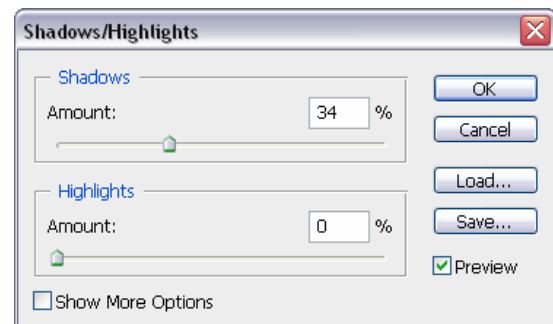 Shadows/Highlights
Shadows
Amount: 34 %
Highlights
Amount: 0 %
Show More Options
OK
Cancel
Load...
Save...
Preview